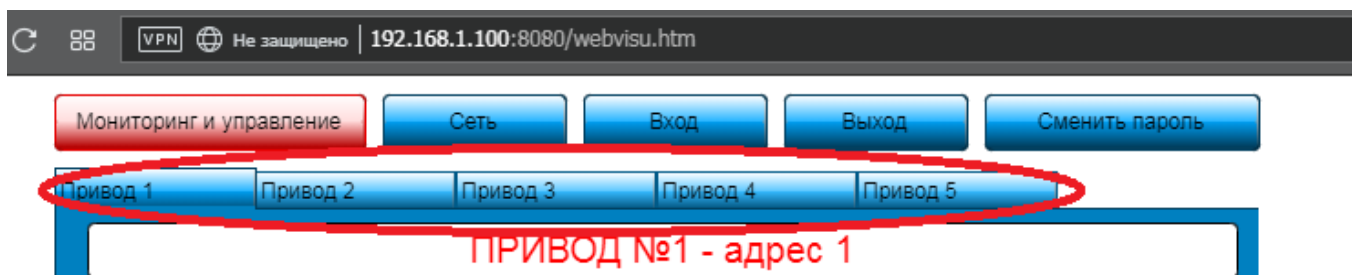 VPN Не защищено | 192.168.1.100:8080/webvisu.htm
Мониторинг и управление Сеть Вход Выход Сменить пароль
Привод 1 Привод 2 Привод 3 Привод 4 Привод 5
ПРИВОД №1 - адрес 1